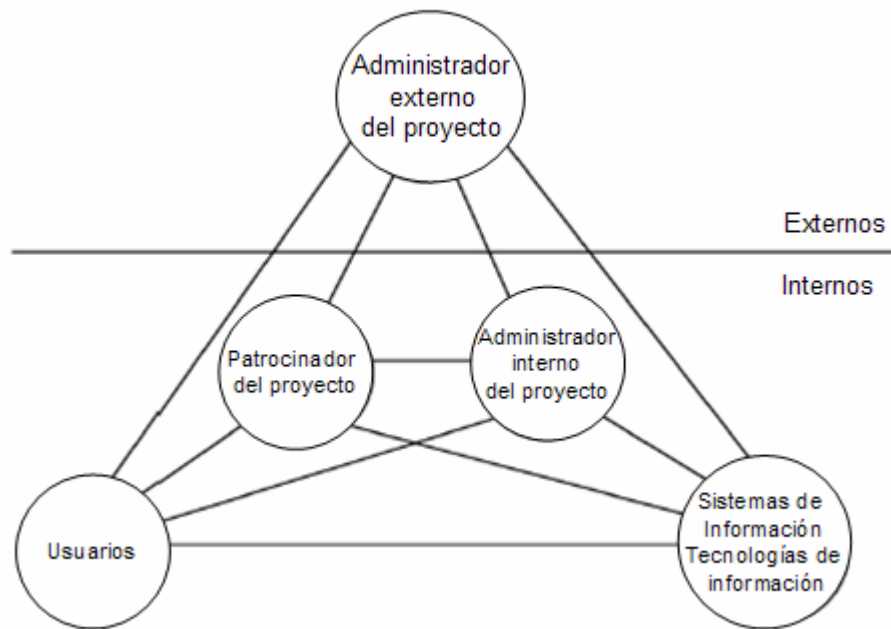 Administrador
externo
del proyecto
Externos
Internos
Patrocinador
del proyecto
Administrador
interno
del proyecto
Usuarios
Sistemas de
Información
Tecnologías de
información